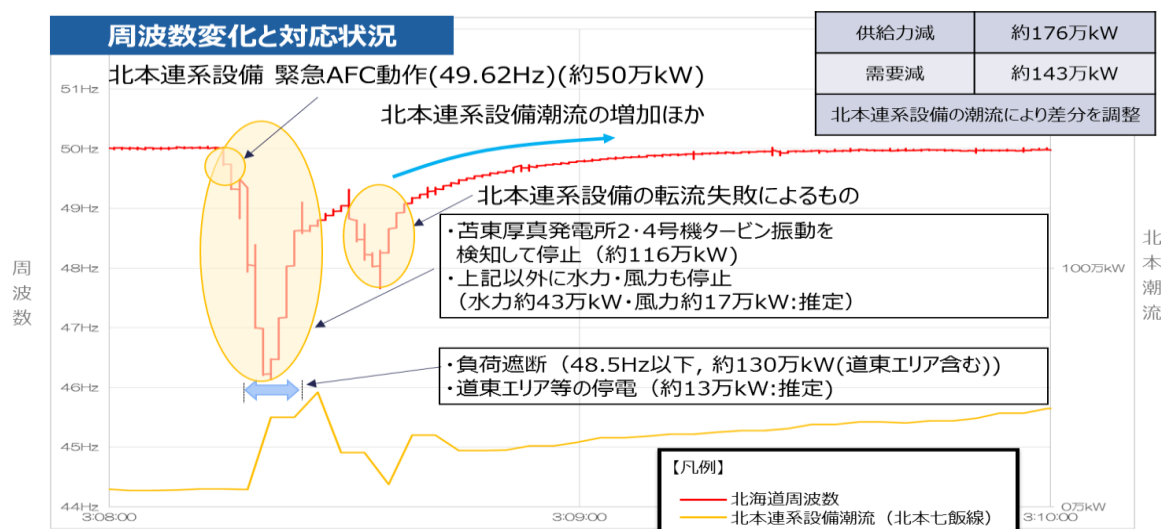 周波数変化と対応状況
供給力減 約176万kW
需要減 約143万kW
北本連系設備の潮流により差分を調整
北本連系設備 緊急AFC動作(49.62Hz)(約50万kW)
北本連系設備潮流の増加ほか
北本連系設備の転流失敗によるもの
・苫東厚真発電所2・4号機タービン振動を
検知して停止（約116万kW）
・上記以外に水力・風力も停止
（水力約43万kW・風力約17万kW:推定）
・負荷遮断（48.5Hz以下, 約130万kW(道東エリア含む))
・道東エリア等の停電（約13万kW:推定)
51Hz
50Hz
49Hz
48Hz
47Hz
46Hz
45Hz
44Hz
周波数
100万kW
0万kW
北本潮流
3:08:00
3:09:00
3:10:00
【凡例】
北海道周波数
北本連系設備潮流（北本七飯線）